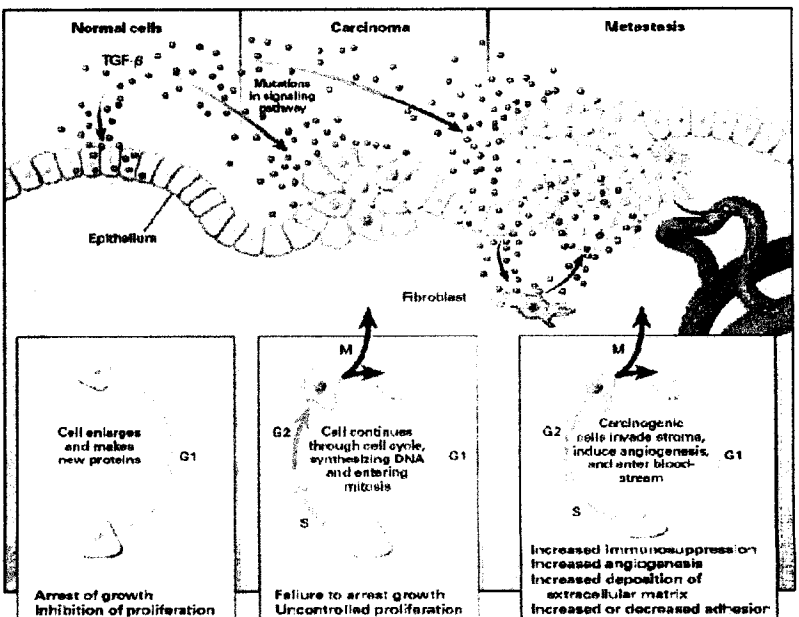 Normal cells
Carcinoma
Metastasis
TGF-β
Mutations
in signaling
pathway
Epithelium
Fibroblast
Cell enlarges
and makes
new proteins
G1
Arrest of growth
Inhibition of proliferation
M
G2
Cell continues
through cell cycle,
synthesizing DNA
and entering
mitosis
G1
S
Failure to arrest growth
Uncontrolled proliferation
M
G2
Carcinogenic
cells invade stroma,
induce angiogenesis,
and enter blood-
stream
G1
S
Increased immunosuppression
Increased angiogenesis
Increased deposition of
extracellular matrix
Increased or decreased adhesion